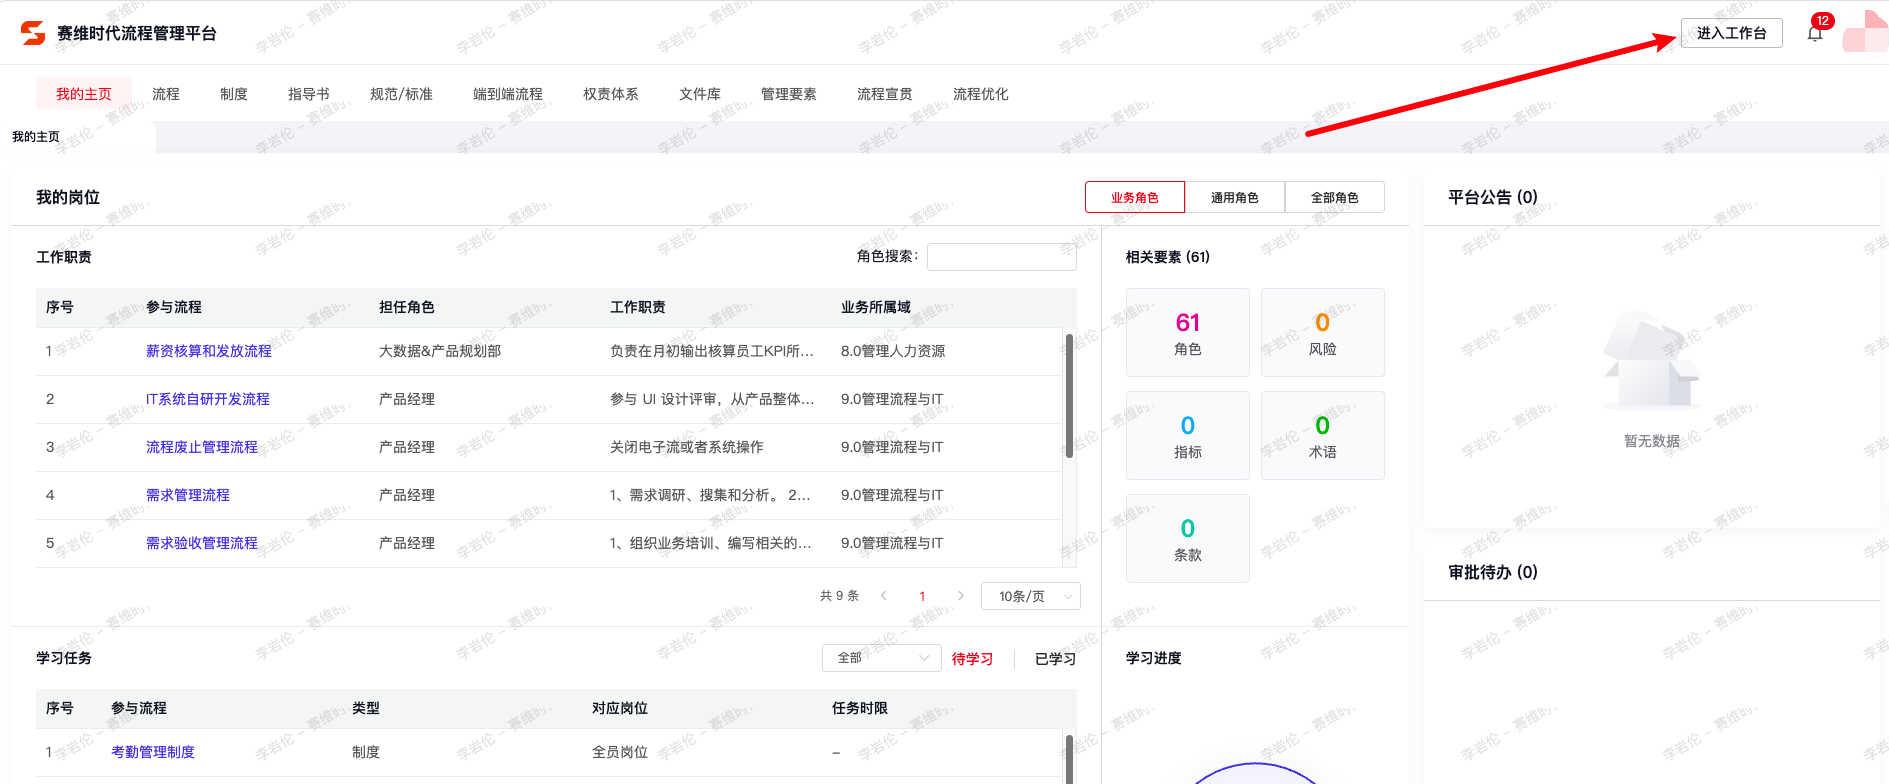 赛维时代流程管理平台
进入工作台
12
我的主页 流程 制度 指导书 规范/标准 端到端流程 权责体系 文件库 管理要素 流程宣贯 流程优化
我的主页
我的岗位
业务角色 通用角色 全部角色
工作职责
角色搜索：
序号 参与流程 担任角色 工作职责 业务所属域
1 薪资核算和发放流程 大数据&产品规划部 负责在月初输出核算员工KPI所... 8.0管理人力资源
2 IT系统自研开发流程 产品经理 参与 UI 设计评审，从产品整体... 9.0管理流程与IT
3 流程废止管理流程 产品经理 关闭电子流或者系统操作 9.0管理流程与IT
4 需求管理流程 产品经理 1、需求调研、搜集和分析。 2... 9.0管理流程与IT
5 需求验收管理流程 产品经理 1、组织业务培训、编写相关的... 9.0管理流程与IT
共 9 条 < 1 > 10条/页
相关要素 (61)
61
角色
0
风险
0
指标
0
术语
0
条款
平台公告 (0)
暂无数据
审批待办 (0)
学习任务
全部 待学习 已学习
序号 参与流程 类型 对应岗位 任务时限
1 考勤管理制度 制度 全员岗位 –
学习进度
李岩伦 – 赛维时